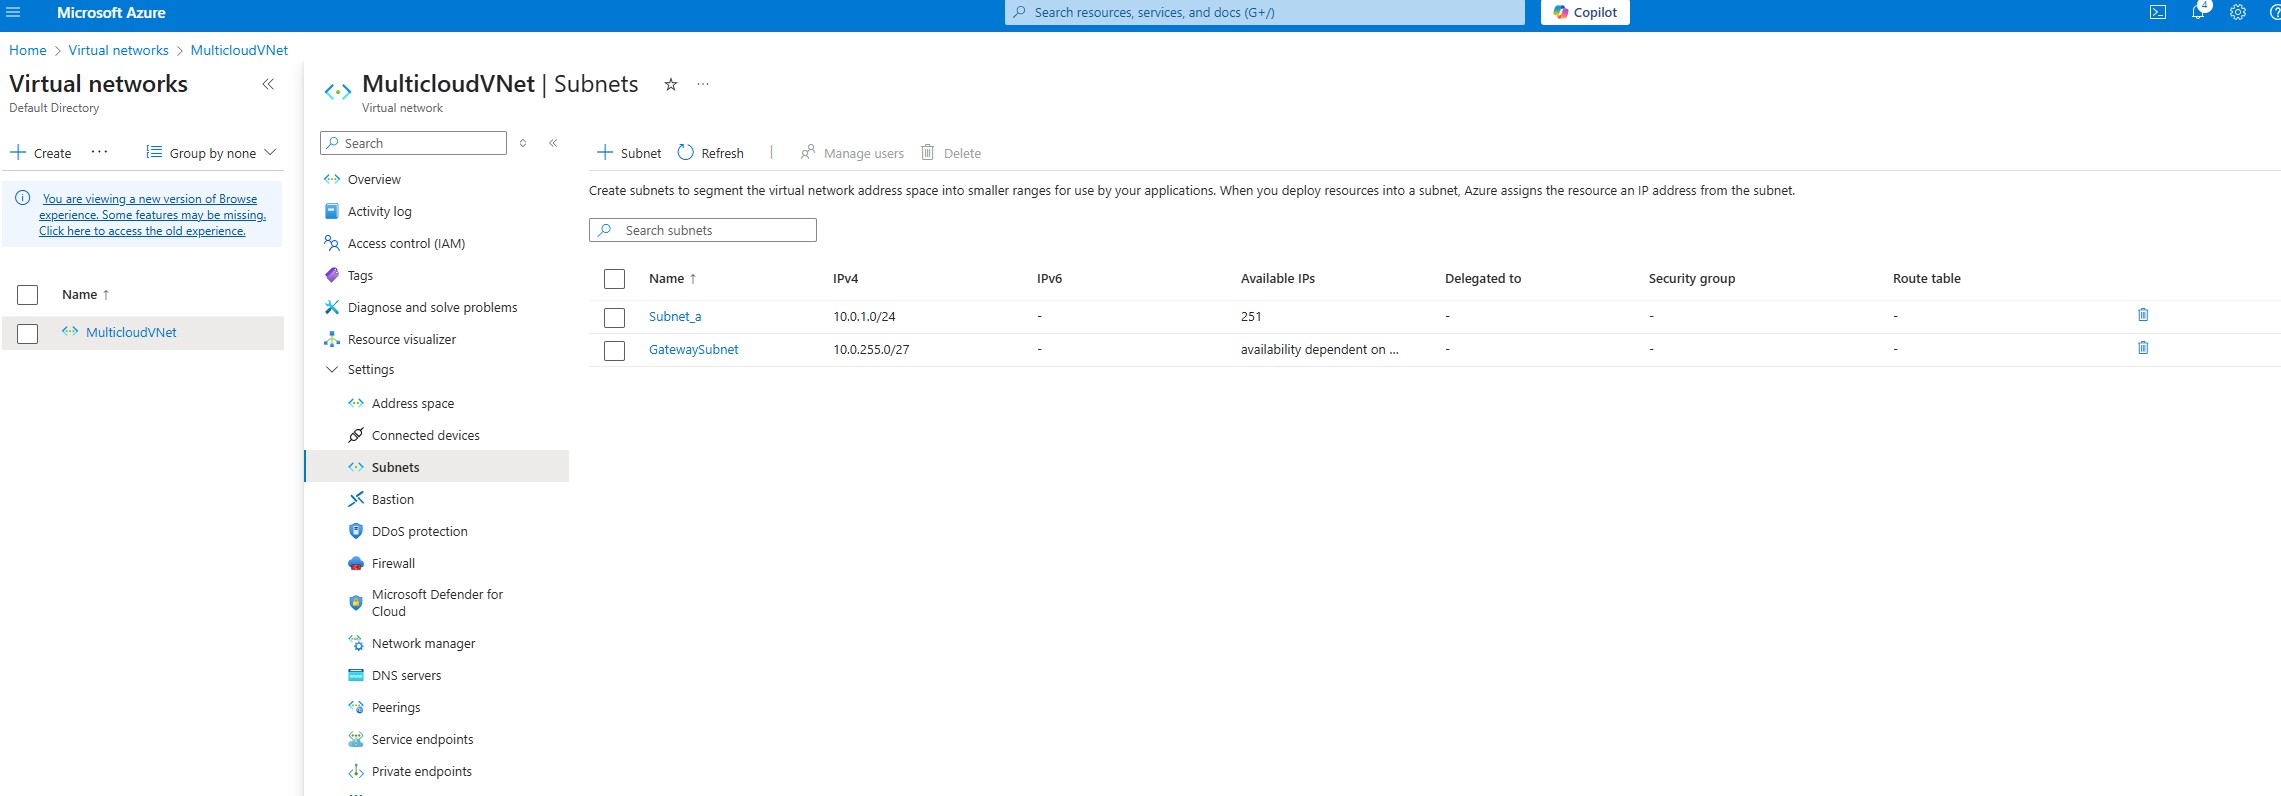 Microsoft Azure
Search resources, services, and docs (G+/)
Copilot
4
Home > Virtual networks > MulticloudVNet
Virtual networks
Default Directory
+ Create ...
Group by none
You are viewing a new version of Browse
experience. Some features may be missing.
Click here to access the old experience.
Name ↑
MulticloudVNet
MulticloudVNet | Subnets
Virtual network
Search
Overview
Activity log
Access control (IAM)
Tags
Diagnose and solve problems
Resource visualizer
Settings
Address space
Connected devices
Subnets
Bastion
DDoS protection
Firewall
Microsoft Defender for
Cloud
Network manager
DNS servers
Peerings
Service endpoints
Private endpoints
+ Subnet Refresh | Manage users Delete
Create subnets to segment the virtual network address space into smaller ranges for use by your applications. When you deploy resources into a subnet, Azure assigns the resource an IP address from the subnet.
Search subnets
Name ↑ IPv4 IPv6 Available IPs Delegated to Security group Route table
Subnet_a 10.0.1.0/24 - 251 - - -
GatewaySubnet 10.0.255.0/27 - availability dependent on ... - - -